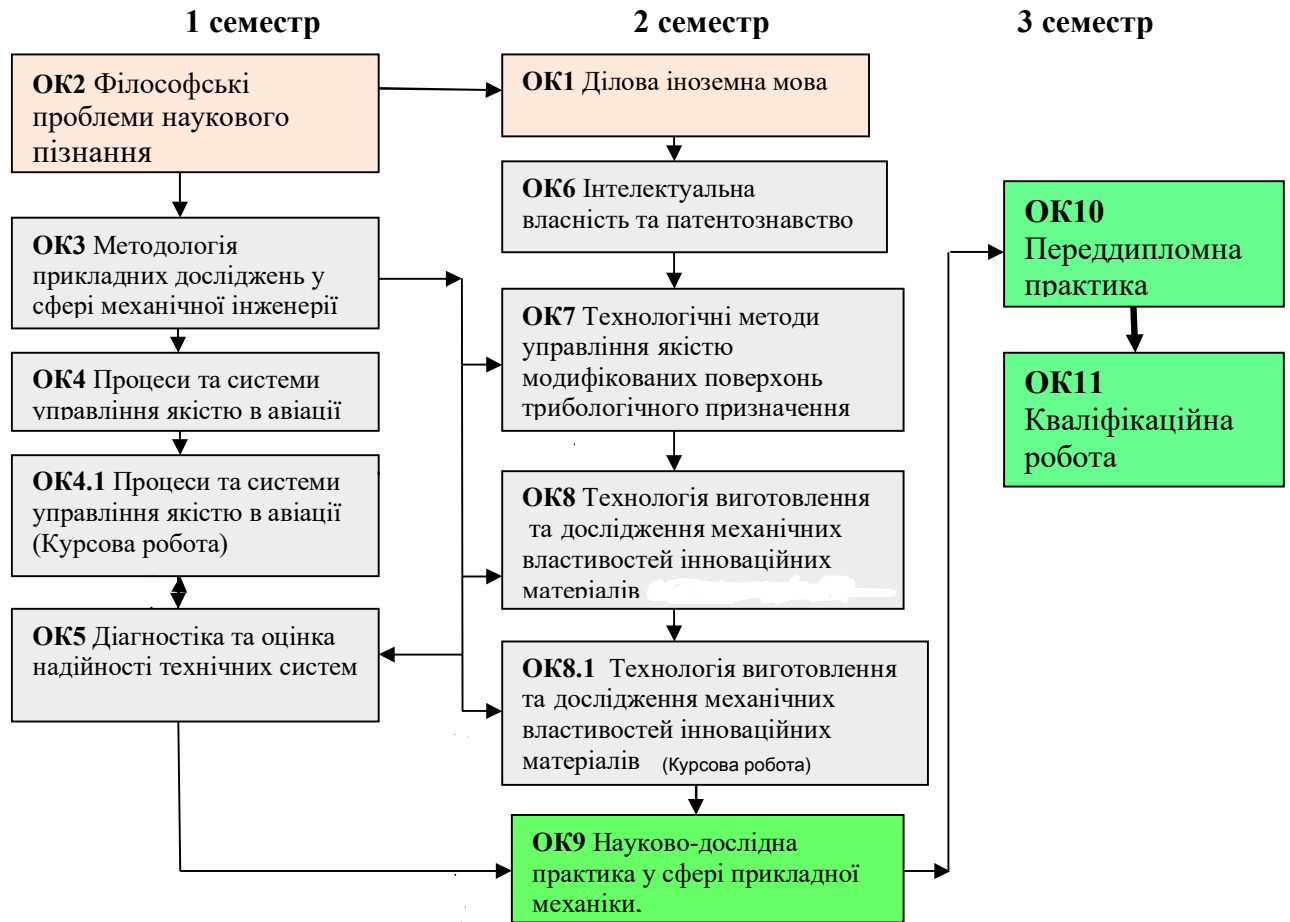 1 семестр
2 семестр
3 семестр
ОК2 Філософські
проблеми наукового
пізнання
ОК3 Методологія
прикладних досліджень у
сфері механічної інженерії
ОК4 Процеси та системи
управління якістю в авіації
ОК4.1 Процеси та системи
управління якістю в авіації
(Курсова робота)
ОК5 Діагностіка та оцінка
надійності технічних систем
ОК1 Ділова іноземна мова
ОК6 Інтелектуальна
власність та патентознавство
ОК7 Технологічні методи
управління якістю
модифікованих поверхонь
трибологічного призначення
ОК8 Технологія виготовлення
та дослідження механічних
властивостей інноваційних
матеріалів
ОК8.1 Технологія виготовлення
та дослідження механічних
властивостей інноваційних
матеріалів (Курсова робота)
ОК9 Науково-дослідна
практика у сфері прикладної
механіки.
ОК10
Переддипломна
практика
ОК11
Кваліфікаційна
робота